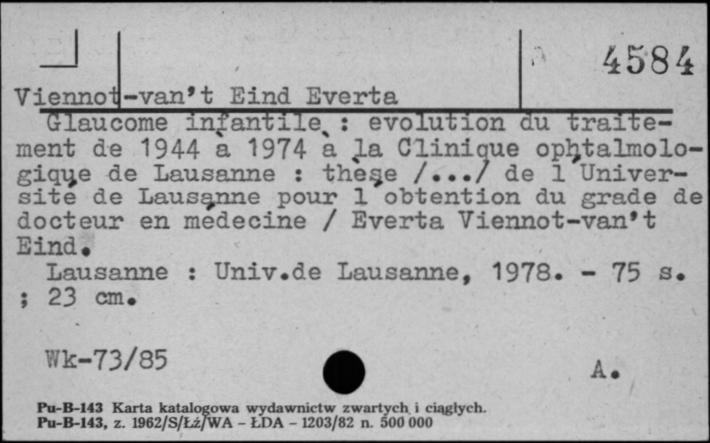 4584
Viennot-van't Eind Everta
Glaucome infantile : evolution du traite-
ment de 1944 à 1974 à la Clinique ophtalmolo-
gique de Lausanne : thèse /.../ de l'Univer-
sité de Lausanne pour l'obtention du grade de
docteur en medecine / Everta Viennot-van't
Eind.
Lausanne : Univ.de Lausanne, 1978. - 75 s.
; 23 cm.
Wk-73/85
A.
Pu-B-143 Karta katalogowa wydawnictw zwartych i ciągłych.
Pu-B-143, z. 1962/S/Łż/WA - ŁDA - 1203/82 n. 500 000